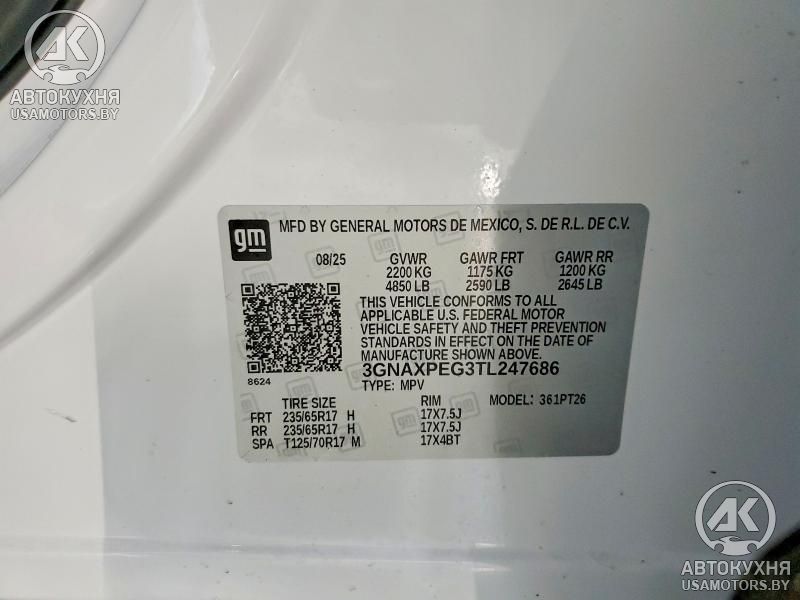 АК
АВТОКУХНЯ
USAMOTORS.BY
gm
MFD BY GENERAL MOTORS DE MEXICO, S. DE R.L. DE C.V.
08/25 GVWR GAWR FRT GAWR RR
2200 KG 1175 KG 1200 KG
4850 LB 2590 LB 2645 LB
THIS VEHICLE CONFORMS TO ALL
APPLICABLE U.S. FEDERAL MOTOR
VEHICLE SAFETY AND THEFT PREVENTION
STANDARDS IN EFFECT ON THE DATE OF
MANUFACTURE SHOWN ABOVE.
8624
3GNAXPEG3TL247686
TYPE: MPV
TIRE SIZE RIM MODEL: 361PT26
FRT 235/65R17 H 17X7.5J
RR 235/65R17 H 17X7.5J
SPA T125/70R17 M 17X4BT
АК
АВТОКУХНЯ
USAMOTORS.BY